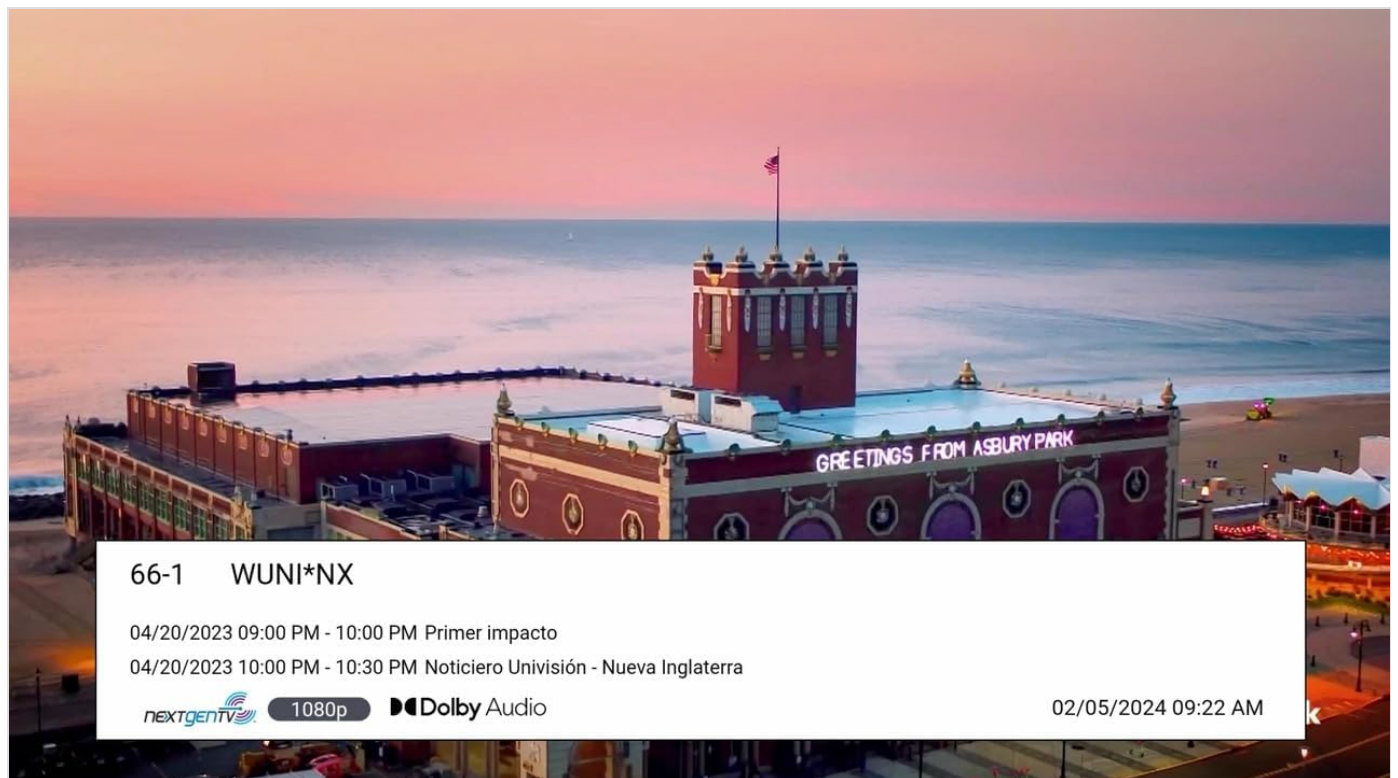 GREETINGS FROM ASBURY PARK
66-1 WUNI*NX
04/20/2023 09:00 PM - 10:00 PM Primer impacto
04/20/2023 10:00 PM - 10:30 PM Noticiero Univisión - Nueva Inglaterra
NEXTGENTV 1080p Dolby Audio 02/05/2024 09:22 AM
k